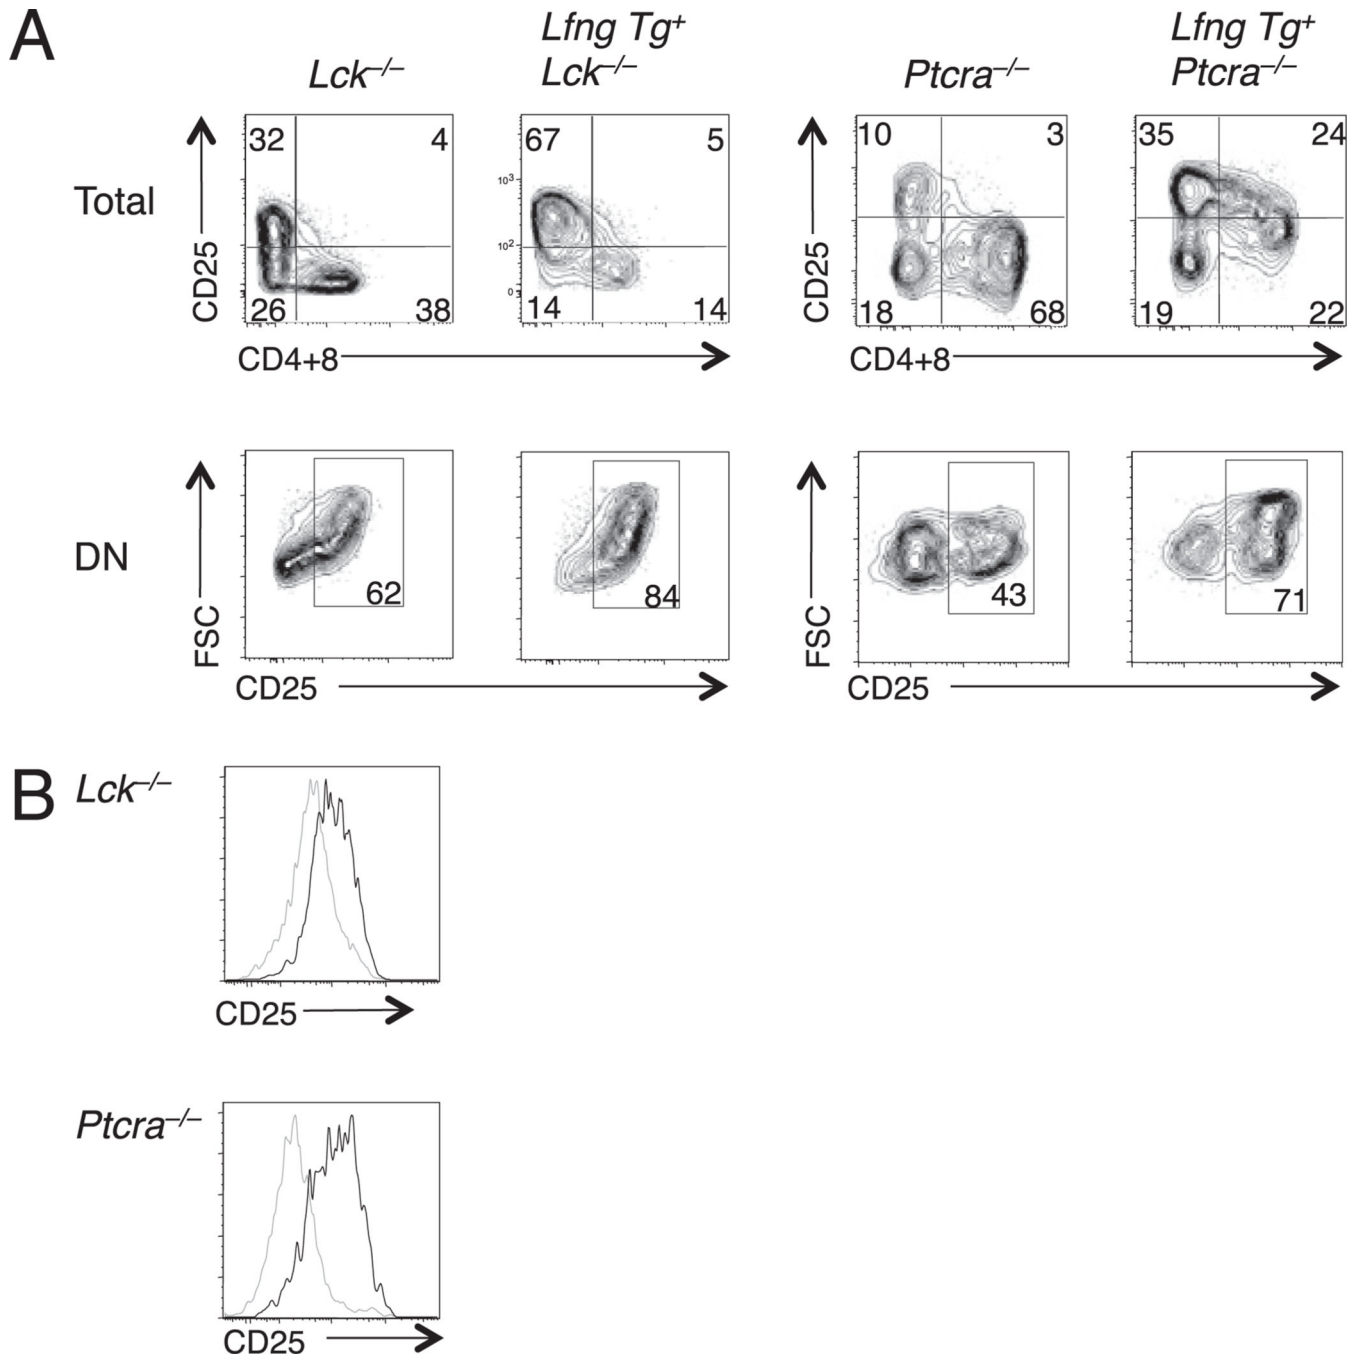 A
Lck–/–
Lfng Tg+
Lck–/–
Ptcra–/–
Lfng Tg+
Ptcra–/–
Total
CD25
32 4
26 38
67 5
10³
10²
0
14 14
CD4+8
CD25
10 3
18 68
35 24
19 22
CD4+8
DN
FSC
62
84
CD25
FSC
43
71
CD25
B
Lck–/–
CD25
Ptcra–/–
CD25